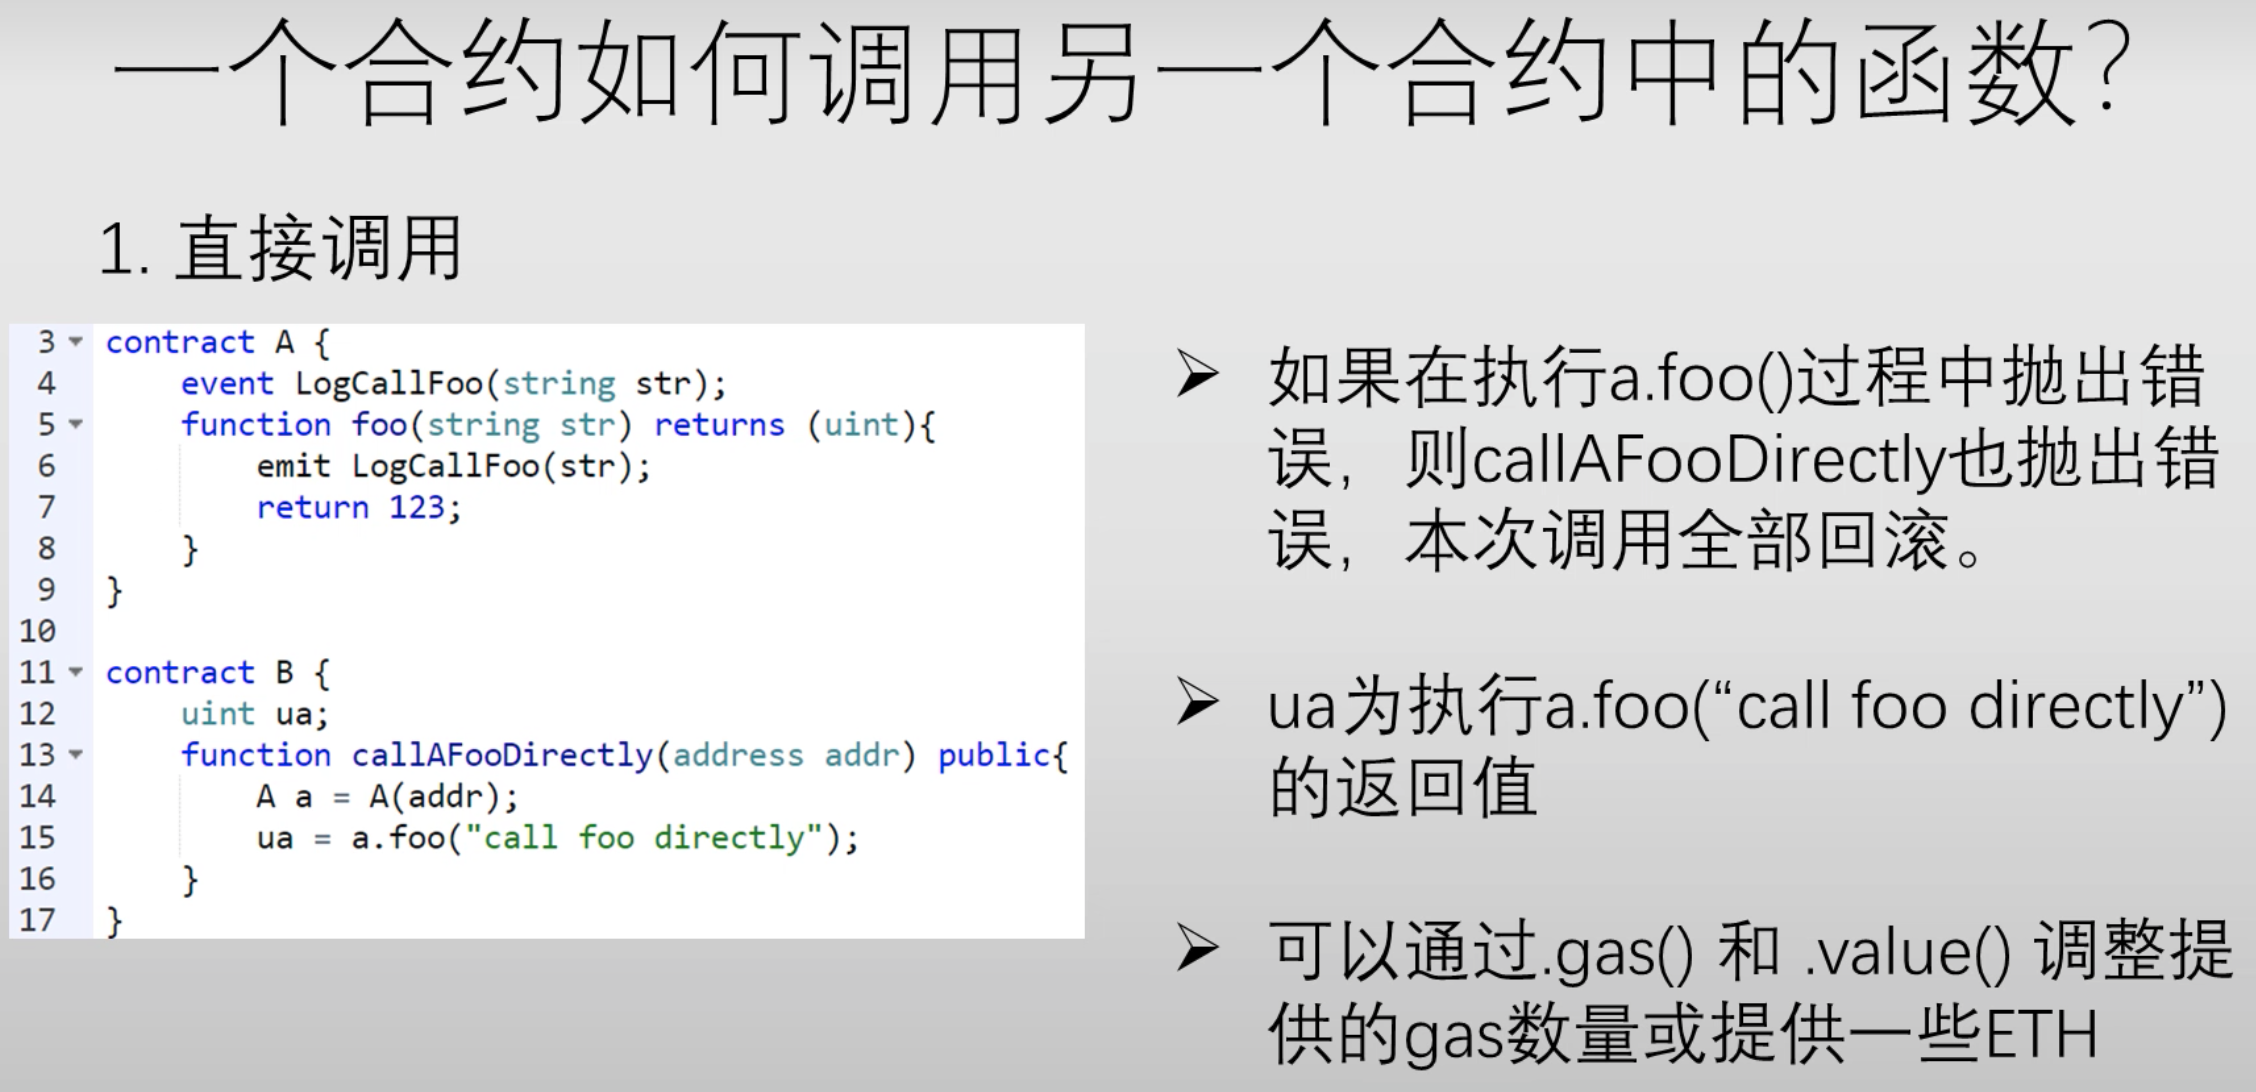 一个合约如何调用另一个合约中的函数?
1. 直接调用
3 contract A {
4     event LogCallFoo(string str);
5     function foo(string str) returns (uint){
6         emit LogCallFoo(str);
7         return 123;
8     }
9 }
10
11 contract B {
12     uint ua;
13     function callAFooDirectly(address addr) public{
14         A a = A(addr);
15         ua = a.foo("call foo directly");
16     }
17 }
➢ 如果在执行a.foo()过程中抛出错
误，则callAFooDirectly也抛出错
误，本次调用全部回滚。
➢ ua为执行a.foo(“call foo directly”)
的返回值
➢ 可以通过.gas() 和 .value() 调整提
供的gas数量或提供一些ETH